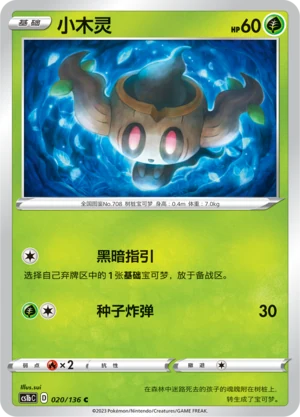 基础 小木灵 HP60
全国图鉴No.708 树桩宝可梦 身高：0.4m 体重：7.0kg
黑暗指引
选择自己弃牌区中的1张基础宝可梦，放于备战区。
种子炸弹 30
弱点 ×2 抵抗力 撤退
Illus.sui
CS1bC D 020/136 C
在森林中迷路死去的孩子的魂魄附在树桩上，
转生成了宝可梦。
©2023 Pokémon/Nintendo/Creatures/GAME FREAK.